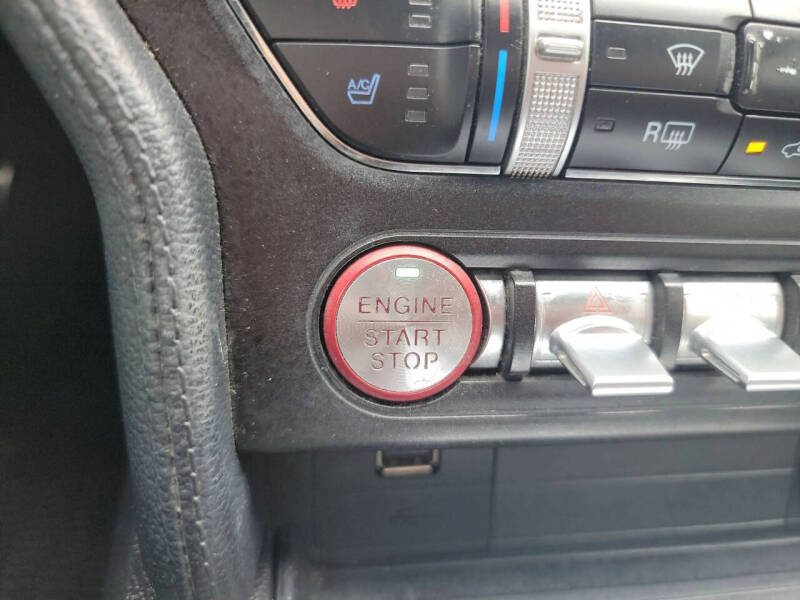 A/C
R
ENGINE
START
STOP